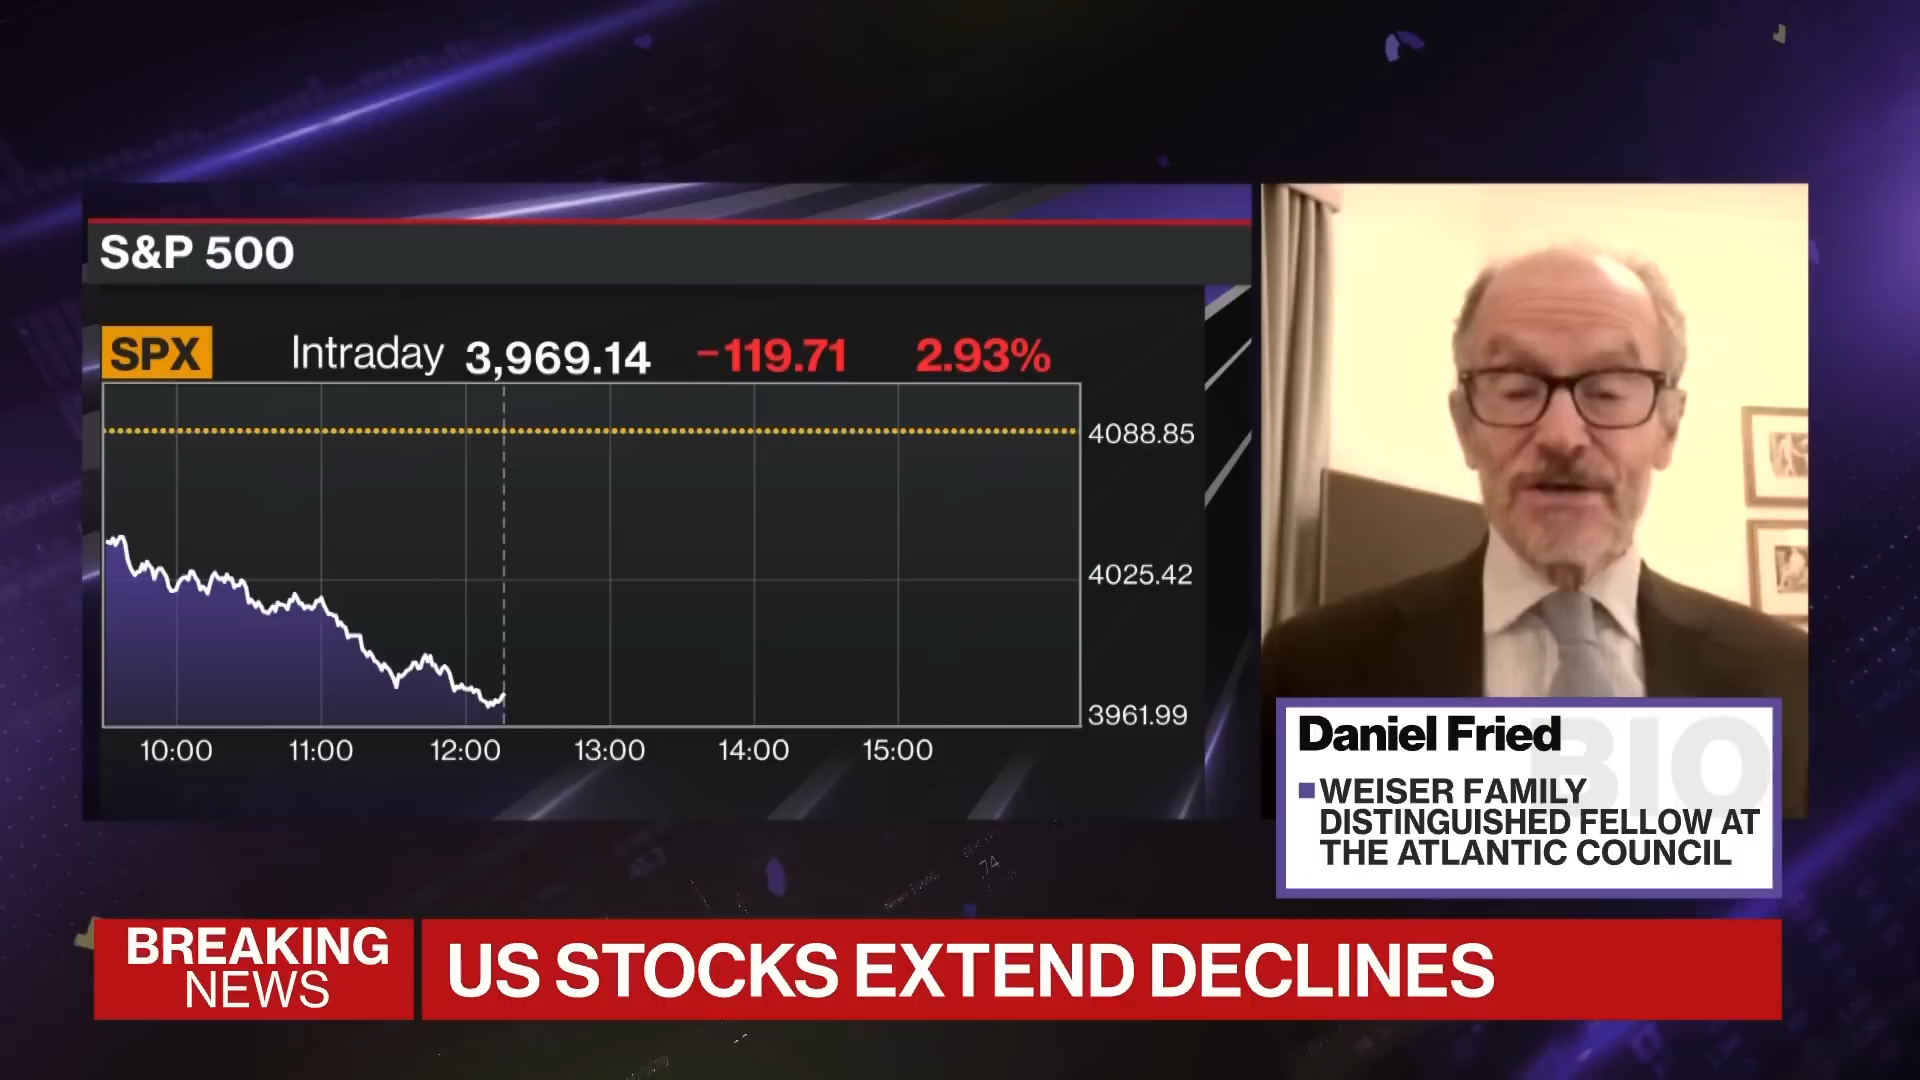 S&P 500
SPX Intraday 3,969.14 −119.71 2.93%
4088.85
4025.42
3961.99
10:00 11:00 12:00 13:00 14:00 15:00
BIO
Daniel Fried
WEISER FAMILY
DISTINGUISHED FELLOW AT
THE ATLANTIC COUNCIL
BREAKING
NEWS
US STOCKS EXTEND DECLINES